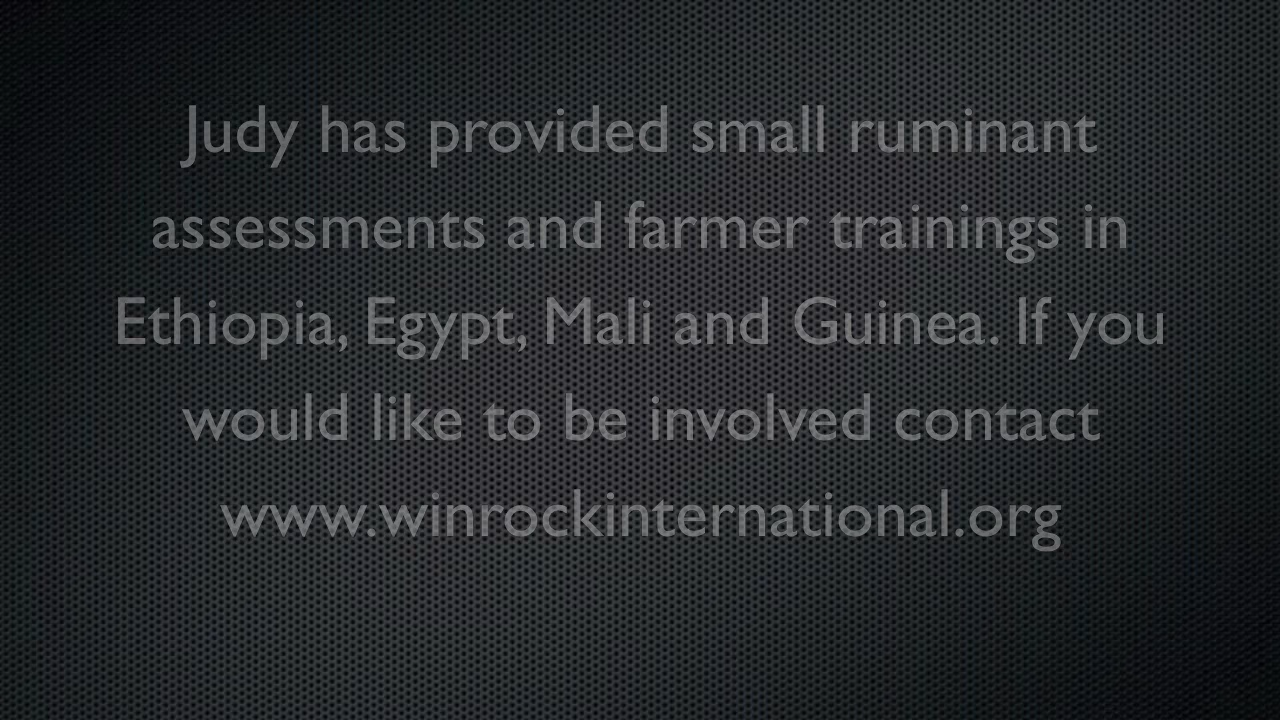 Judy has provided small ruminant
assessments and farmer trainings in
Ethiopia, Egypt, Mali and Guinea. If you
would like to be involved contact
www.winrockinternational.org